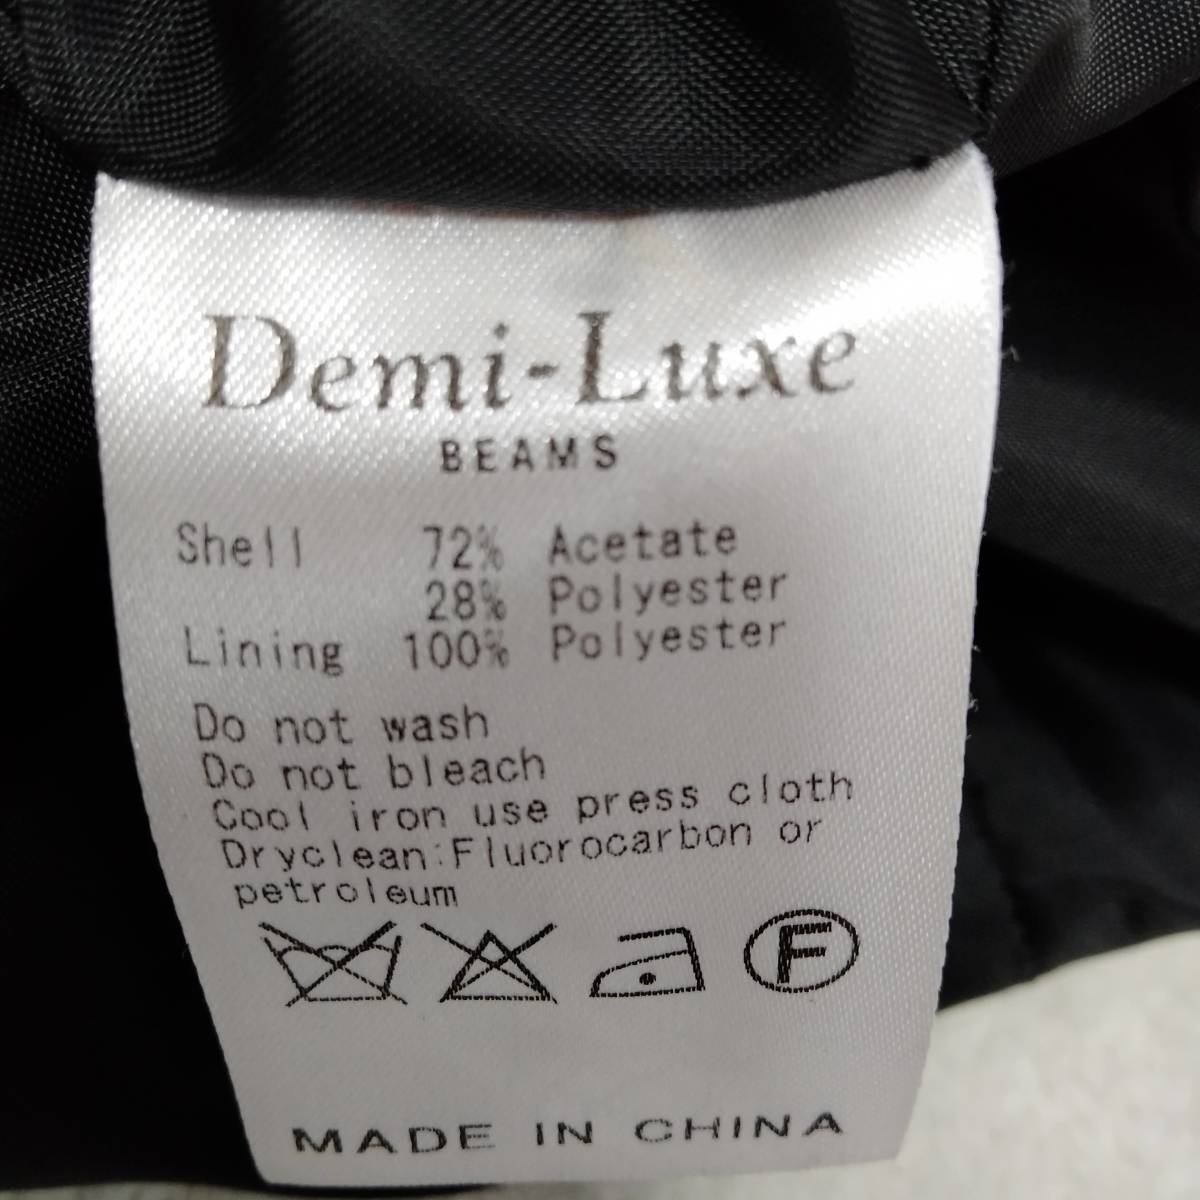 Demi-Luxe
BEAMS
Shell 72% Acetate
28% Polyester
Lining 100% Polyester
Do not wash
Do not bleach
Cool iron use press cloth
Dryclean:Fluorocarbon or
petroleum
F
MADE IN CHINA